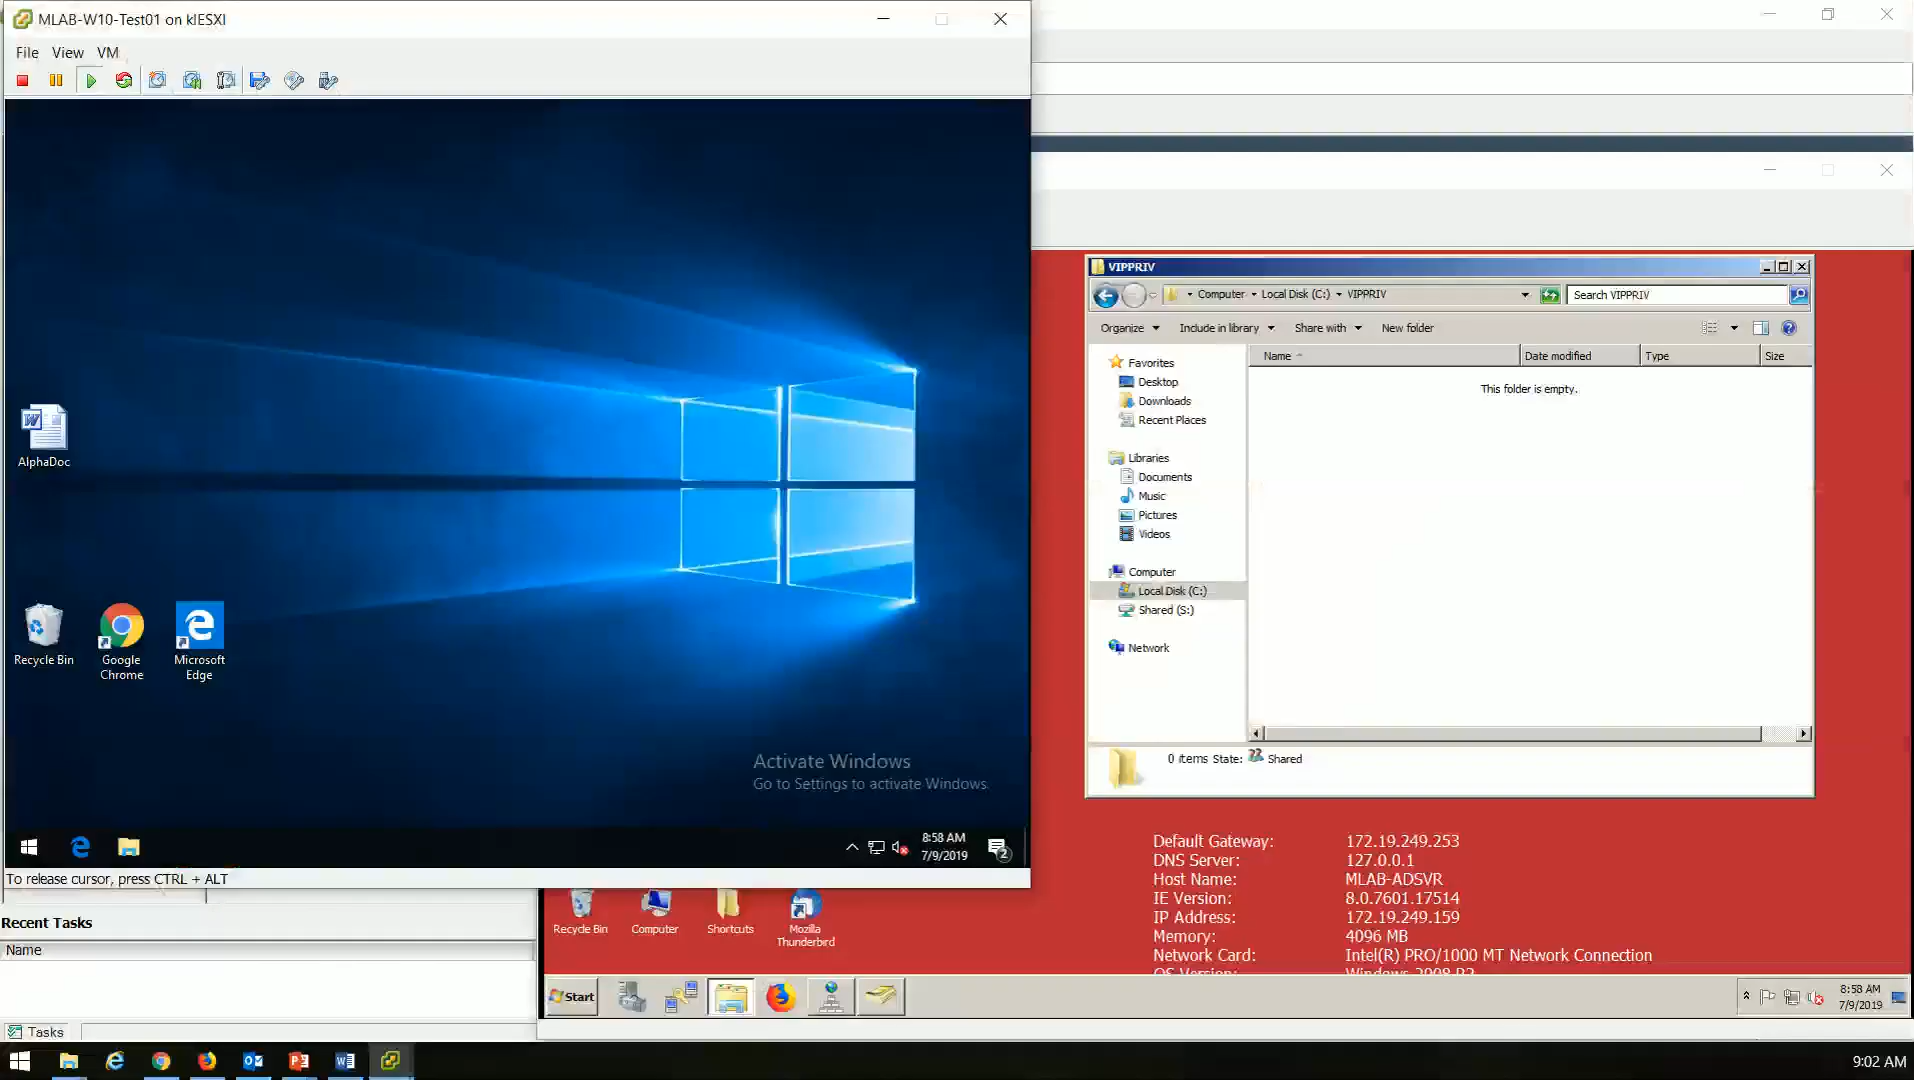 MLAB-W10-Test01 on kIESXI
File View VM
AlphaDoc
Recycle Bin
Google
Chrome
Microsoft
Edge
Activate Windows
Go to Settings to activate Windows.
8:58 AM
7/9/2019
2
To release cursor, press CTRL + ALT
Recent Tasks
Name
Tasks
VIPPRIV
Computer Local Disk (C:) VIPPRIV
Search VIPPRIV
Organize Include in library Share with New folder
Name Date modified Type Size
This folder is empty.
Favorites
Desktop
Downloads
Recent Places
Libraries
Documents
Music
Pictures
Videos
Computer
Local Disk (C:)
Shared (S:)
Network
0 items State: Shared
Default Gateway: 172.19.249.253
DNS Server: 127.0.0.1
Host Name: MLAB-ADSVR
IE Version: 8.0.7601.17514
IP Address: 172.19.249.159
Memory: 4096 MB
Network Card: Intel(R) PRO/1000 MT Network Connection
OS Version: Windows 2008 R2
Recycle Bin
Computer
Shortcuts
Mozilla
Thunderbird
Start
8:58 AM
7/9/2019
9:02 AM